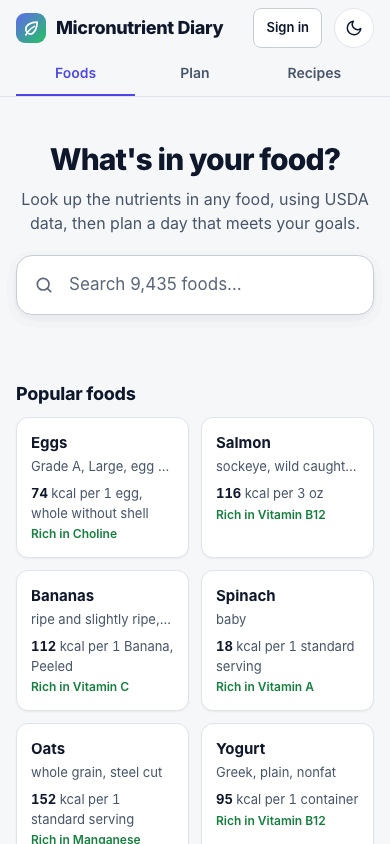 Micronutrient Diary
Sign in
Foods
Plan
Recipes
What's in your food?
Look up the nutrients in any food, using USDA
data, then plan a day that meets your goals.
Search 9,435 foods...
Popular foods
Eggs
Grade A, Large, egg ...
74 kcal per 1 egg,
whole without shell
Rich in Choline
Salmon
sockeye, wild caught...
116 kcal per 3 oz
Rich in Vitamin B12
Bananas
ripe and slightly ripe,...
112 kcal per 1 Banana,
Peeled
Rich in Vitamin C
Spinach
baby
18 kcal per 1 standard
serving
Rich in Vitamin A
Oats
whole grain, steel cut
152 kcal per 1
standard serving
Rich in Manganese
Yogurt
Greek, plain, nonfat
95 kcal per 1 container
Rich in Vitamin B12